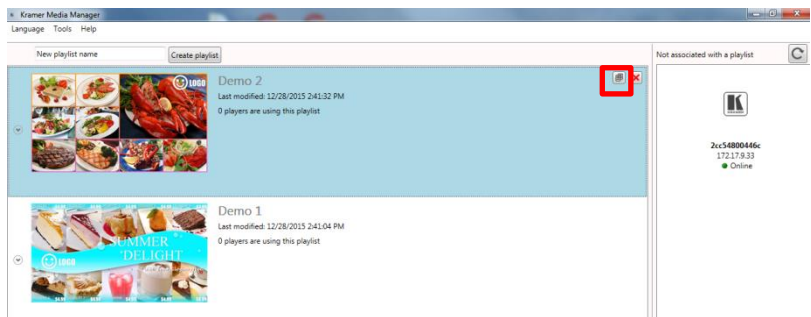 Kramer Media Manager
Language Tools Help
New playlist name
Create playlist
Not associated with a playlist
Demo 2
Last modified: 12/28/2015 2:41:32 PM
0 players are using this playlist
LOGO
2cc54800446c
172.17.9.33
Online
Demo 1
Last modified: 12/28/2015 2:41:04 PM
0 players are using this playlist
SUMMER
DELIGHT
LOGO